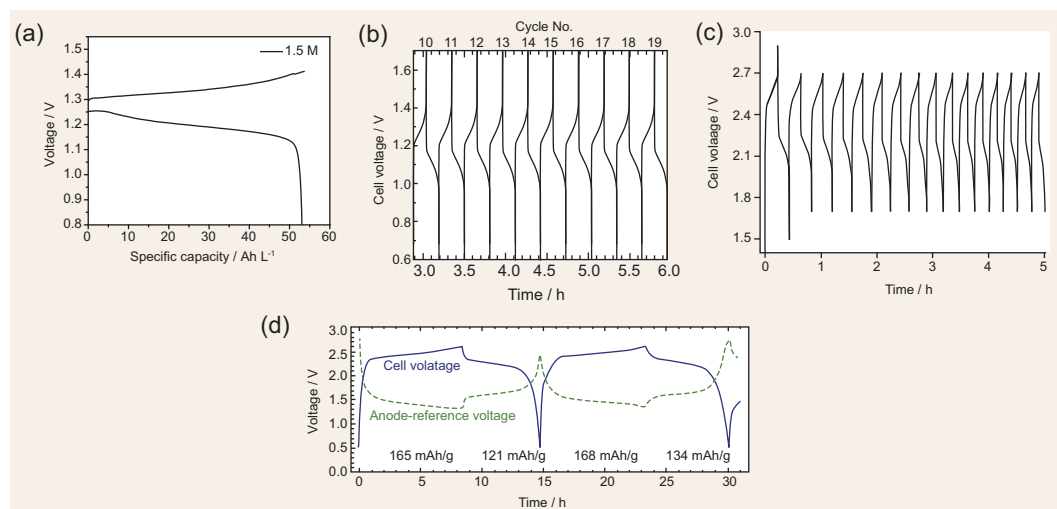 (a)
1.5 M
1.5
1.4
1.3
1.2
1.1
1.0
0.9
0.8
Voltage / V
0 10 20 30 40 50 60
Specific capacity / Ah L⁻¹
(b)
Cycle No.
10 11 12 13 14 15 16 17 18 19
1.6
1.4
1.2
1.0
0.8
0.6
Cell voltage / V
3.0 3.5 4.0 4.5 5.0 5.5 6.0
Time / h
(c)
3.0
2.7
2.4
2.1
1.8
1.5
Cell volaage / V
0 1 2 3 4 5
Time / h
(d)
3.0
2.5
2.0
1.5
1.0
0.5
0.0
Voltage / V
Cell volatage
Anode-reference voltage
165 mAh/g 121 mAh/g 168 mAh/g 134 mAh/g
0 5 10 15 20 25 30
Time / h